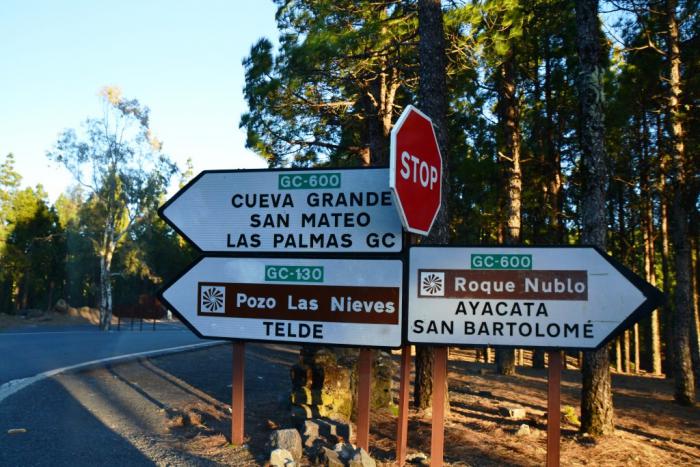 GC-600
CUEVA GRANDE
SAN MATEO
LAS PALMAS GC
STOP
GC-130
Pozo Las Nieves
TELDE
GC-600
Roque Nublo
AYACATA
SAN BARTOLOMÉ